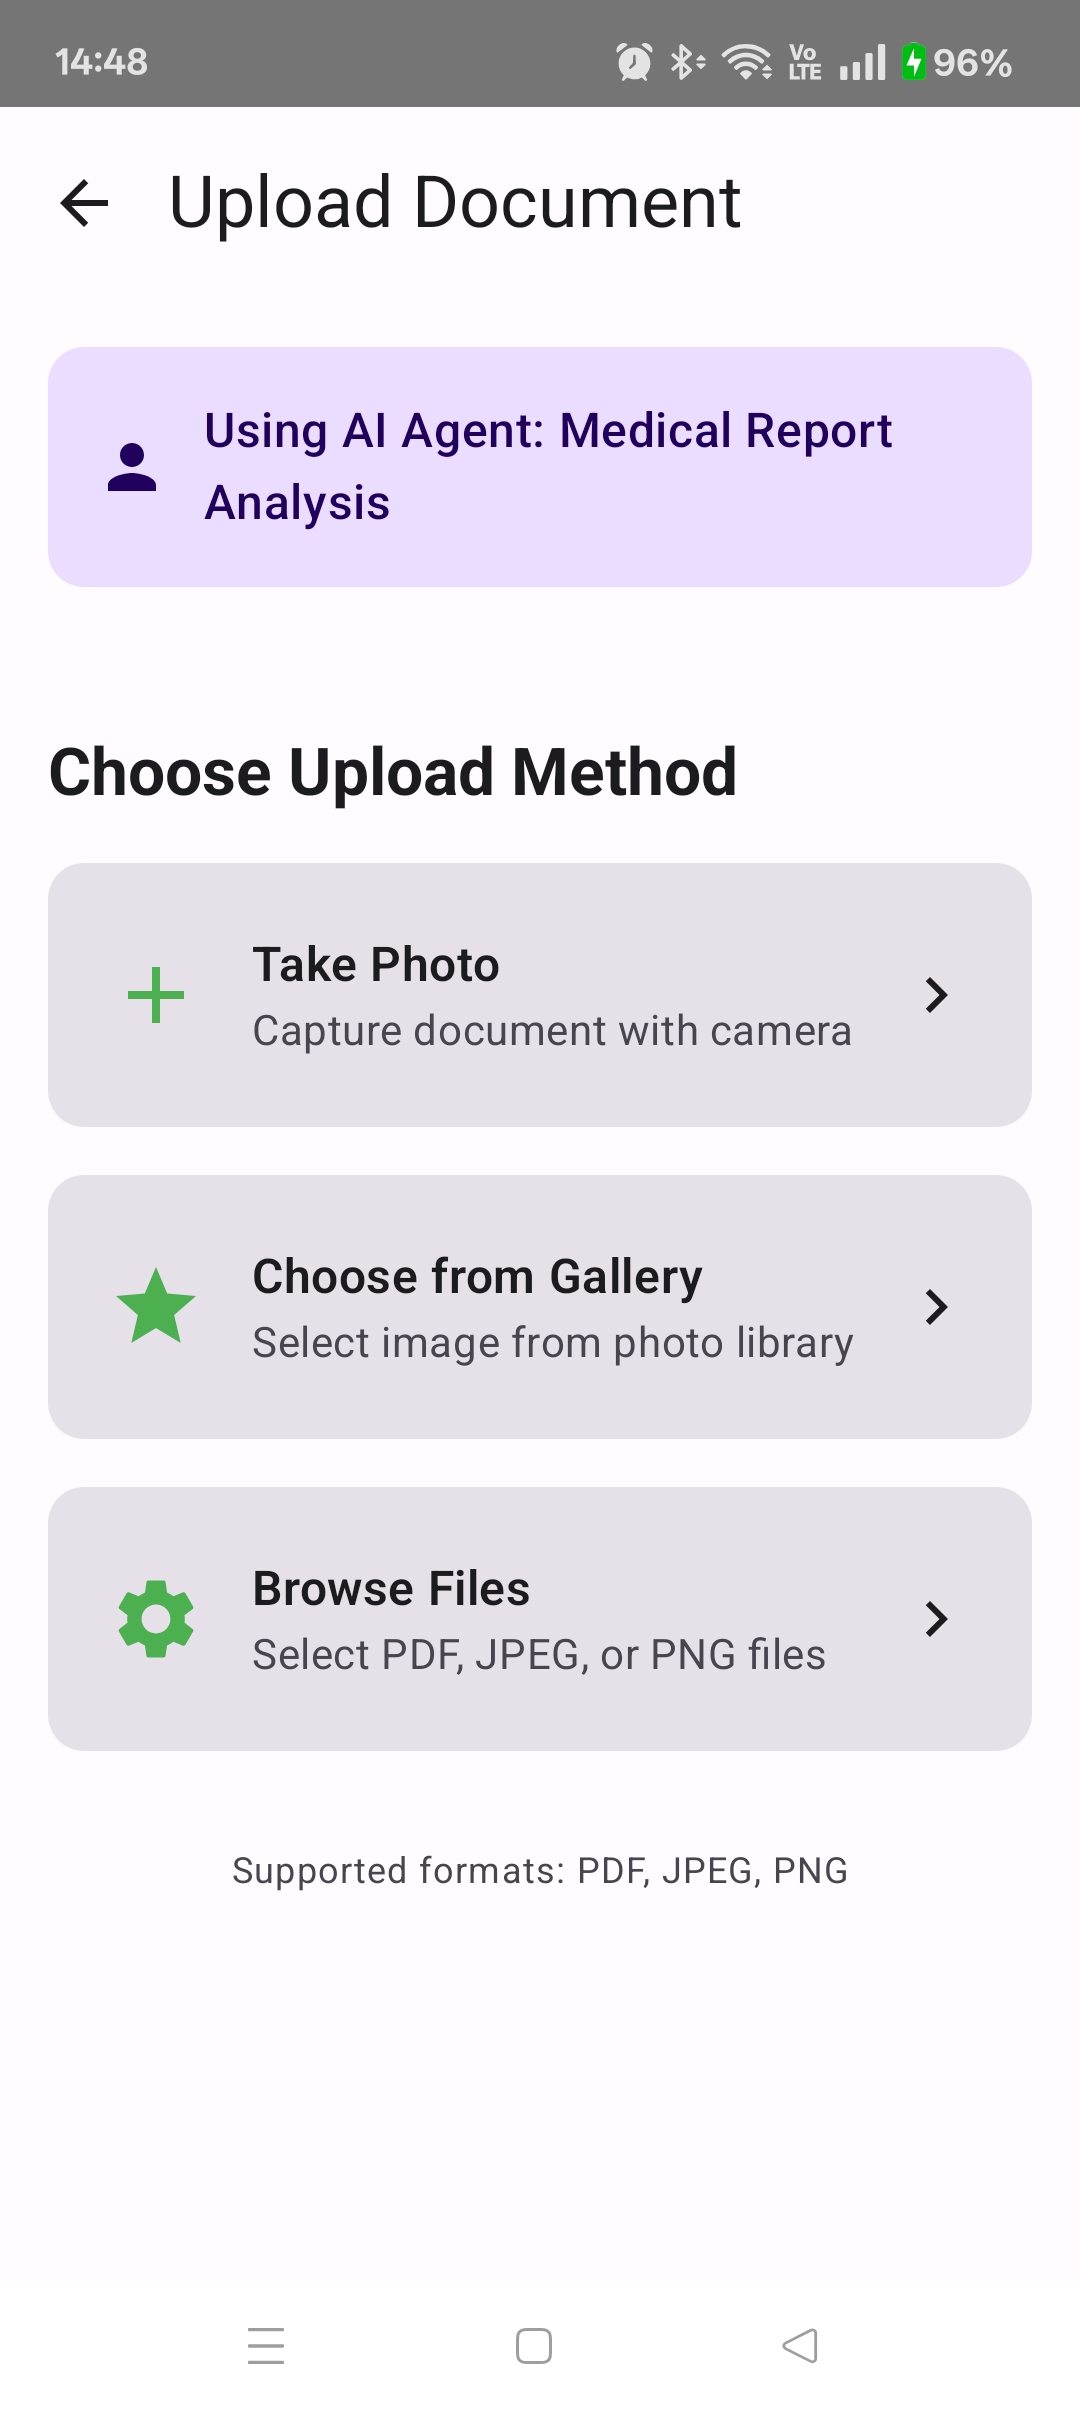 14:48
Vo
LTE
96%
Upload Document
Using AI Agent: Medical Report
Analysis
Choose Upload Method
Take Photo
Capture document with camera
Choose from Gallery
Select image from photo library
Browse Files
Select PDF, JPEG, or PNG files
Supported formats: PDF, JPEG, PNG